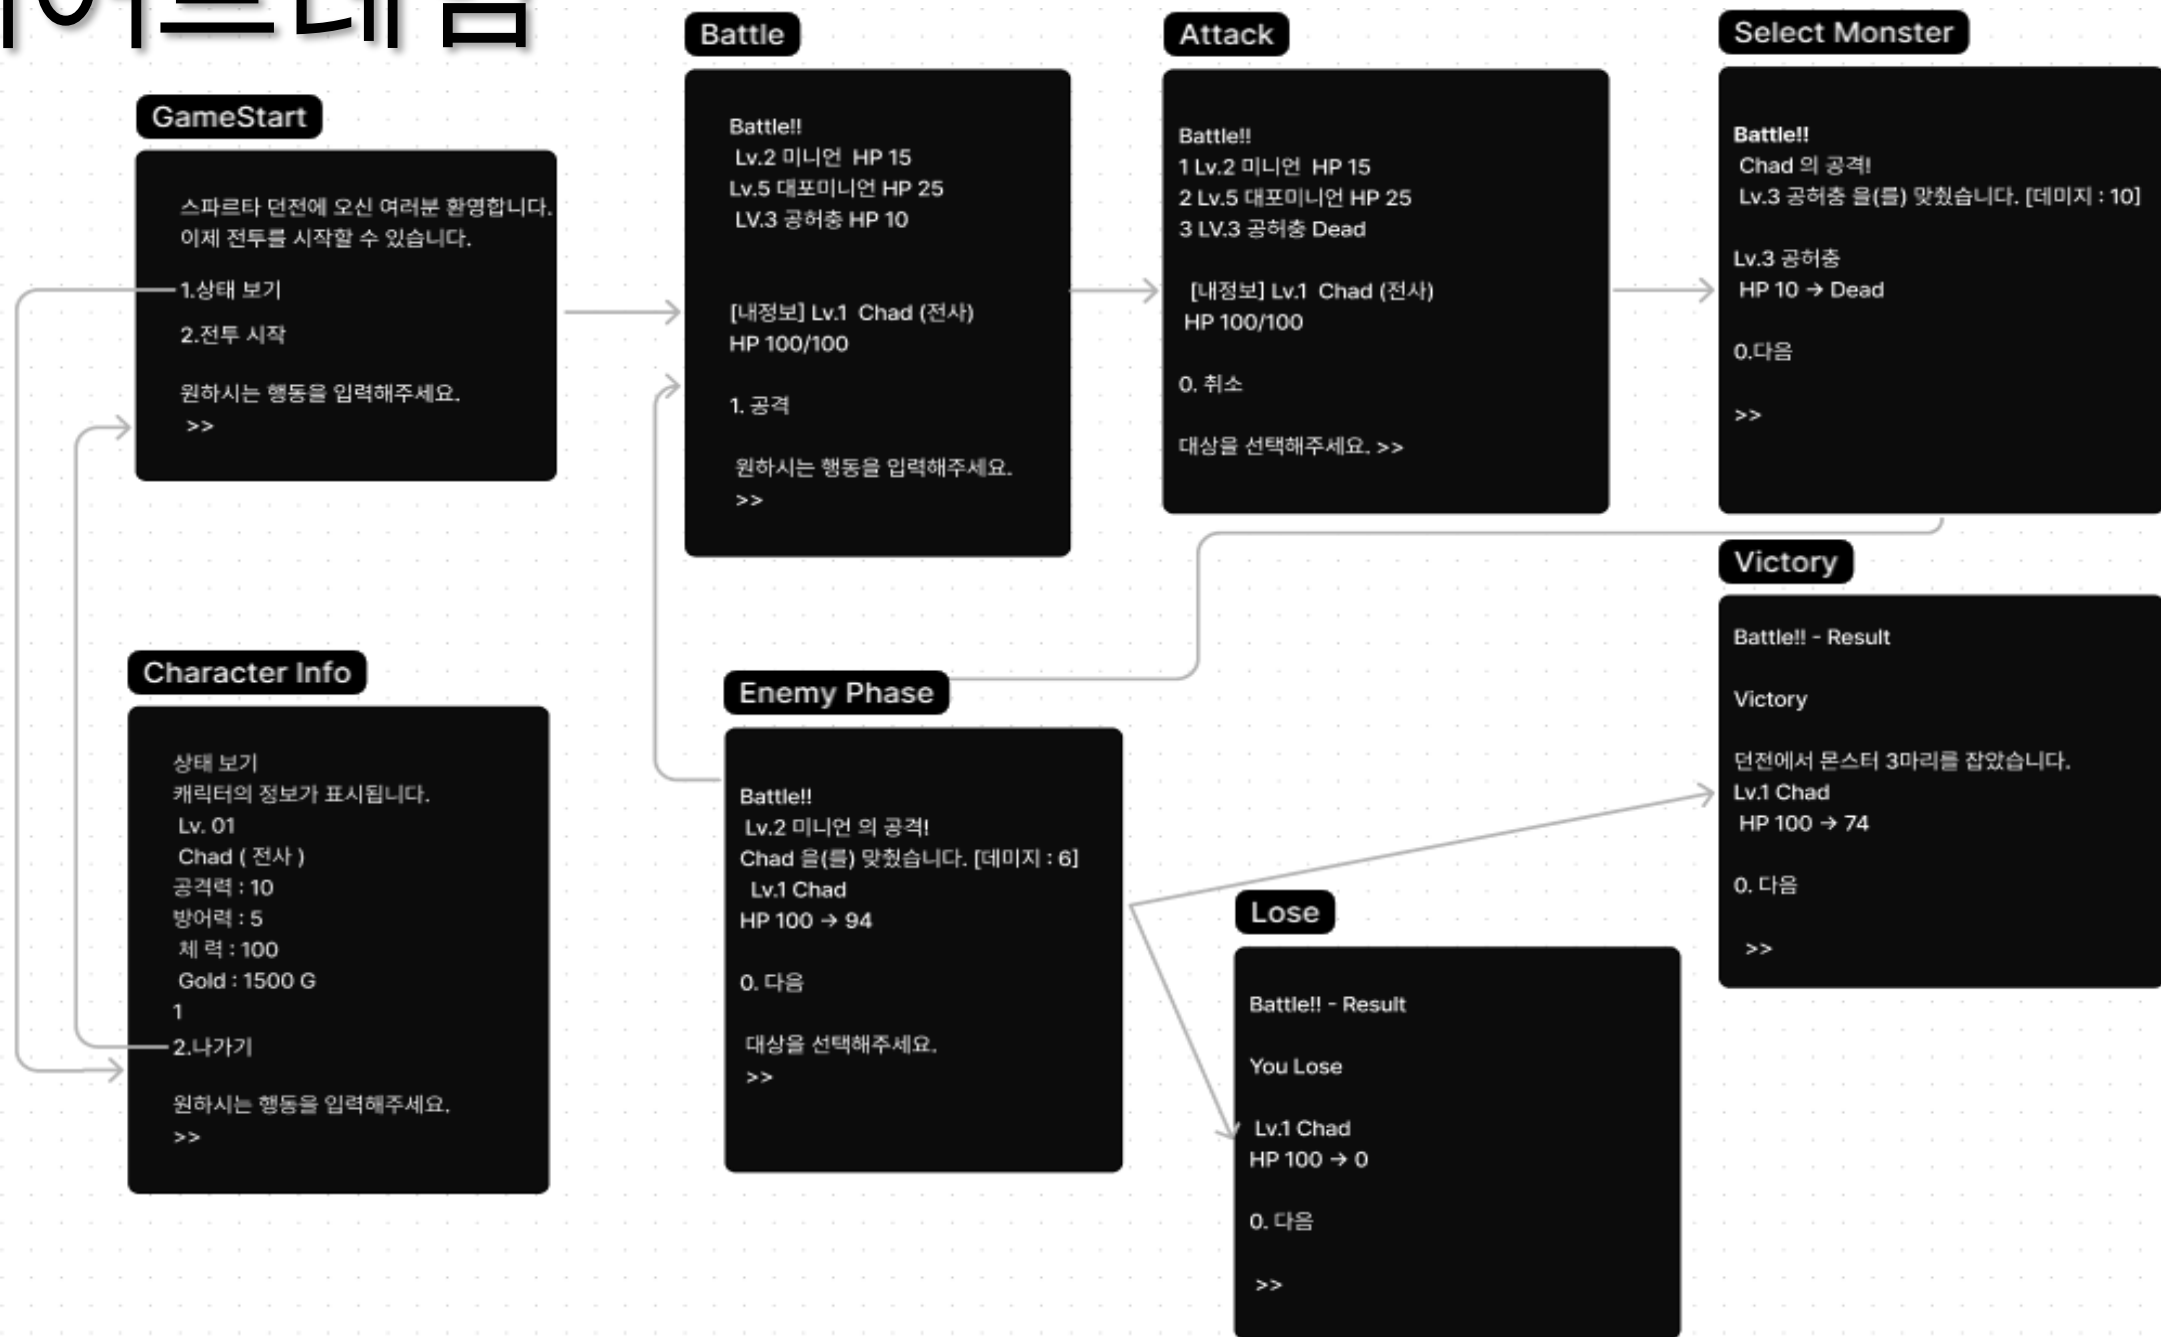 GameStart
스파르타 던전에 오신 여러분 환영합니다.
이제 전투를 시작할 수 있습니다.
1.상태 보기
2.전투 시작
원하시는 행동을 입력해주세요.
>>
Battle
Battle!!
Lv.2 미니언 HP 15
Lv.5 대포미니언 HP 25
LV.3 공허충 HP 10
[내정보] Lv.1 Chad (전사)
HP 100/100
1. 공격
원하시는 행동을 입력해주세요.
>>
Attack
Battle!!
1 Lv.2 미니언 HP 15
2 Lv.5 대포미니언 HP 25
3 LV.3 공허충 Dead
[내정보] Lv.1 Chad (전사)
HP 100/100
0. 취소
대상을 선택해주세요. >>
Select Monster
Battle!!
Chad 의 공격!
Lv.3 공허충 을(를) 맞췄습니다. [데미지 : 10]
Lv.3 공허충
HP 10 → Dead
0.다음
>>
Character Info
상태 보기
캐릭터의 정보가 표시됩니다.
Lv. 01
Chad ( 전사 )
공격력 : 10
방어력 : 5
체 력 : 100
Gold : 1500 G
1
2.나가기
원하시는 행동을 입력해주세요.
>>
Enemy Phase
Battle!!
Lv.2 미니언 의 공격!
Chad 을(를) 맞췄습니다. [데미지 : 6]
Lv.1 Chad
HP 100 → 94
0. 다음
대상을 선택해주세요.
>>
Lose
Battle!! - Result
You Lose
Lv.1 Chad
HP 100 → 0
0. 다음
>>
Victory
Battle!! - Result
Victory
던전에서 몬스터 3마리를 잡았습니다.
Lv.1 Chad
HP 100 → 74
0. 다음
>>